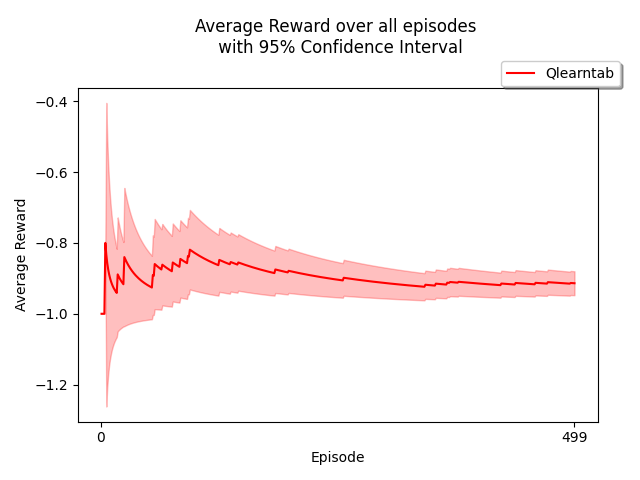 Average Reward over all episodes
with 95% Confidence Interval
Qlearntab
Average Reward
−0.4
−0.6
−0.8
−1.0
−1.2
0
499
Episode